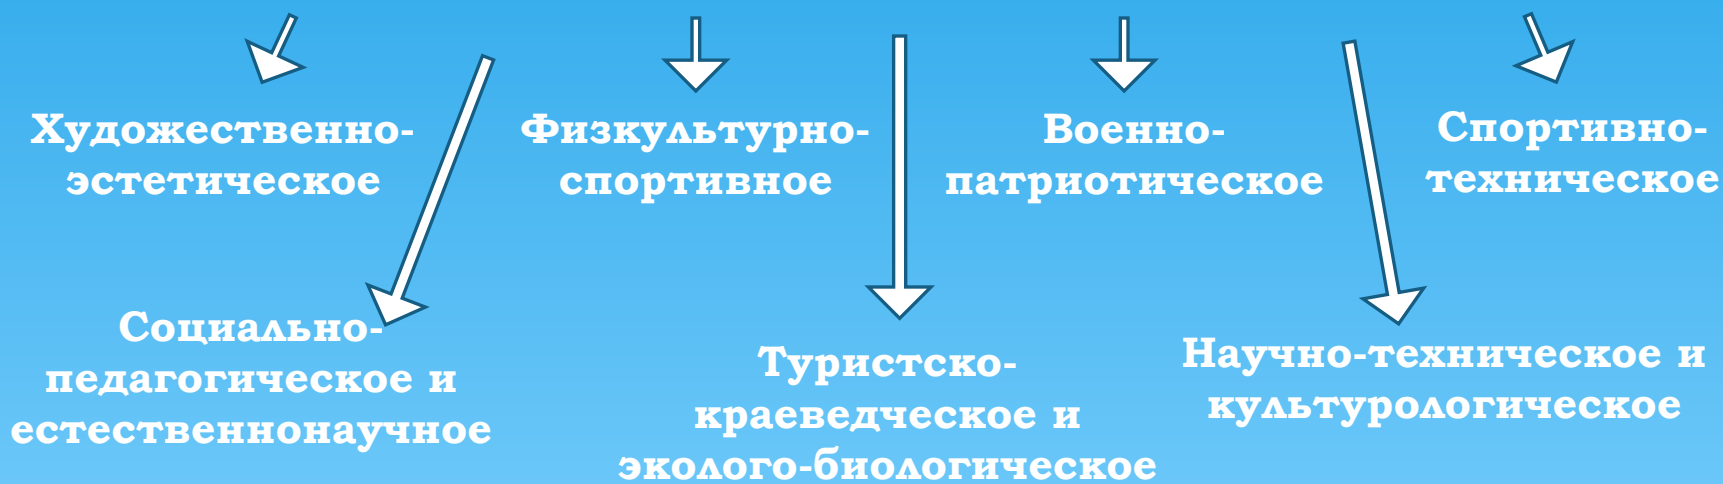 Художественно-
эстетическое
Физкультурно-
спортивное
Военно-
патриотическое
Спортивно-
техническое
Социально-
педагогическое и
естественнонаучное
Туристско-
краеведческое и
эколого-биологическое
Научно-техническое и
культурологическое